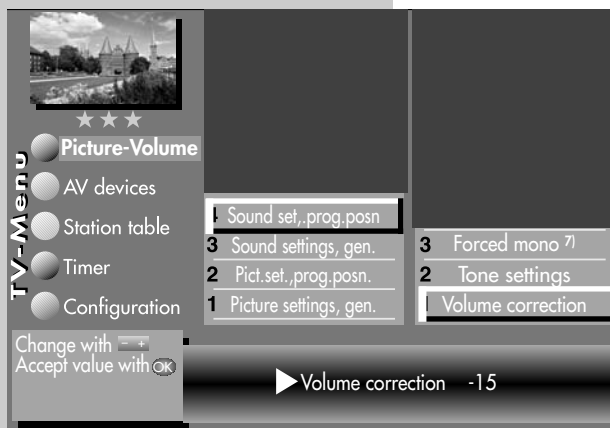 TV-Menu
Picture-Volume
AV devices
Station table
Timer
Configuration
4 Sound set,.prog.posn
3 Sound settings, gen.
2 Pict.set.,prog.posn.
1 Picture settings, gen.
3 Forced mono 7)
2 Tone settings
1 Volume correction
Change with − +
Accept value with OK
Volume correction -15